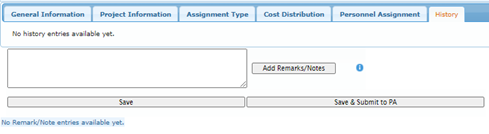 General Information Project Information Assignment Type Cost Distribution Personnel Assignment History
No history entries available yet.
Add Remarks/Notes
Save Save & Submit to PA
No Remark/Note entries available yet.